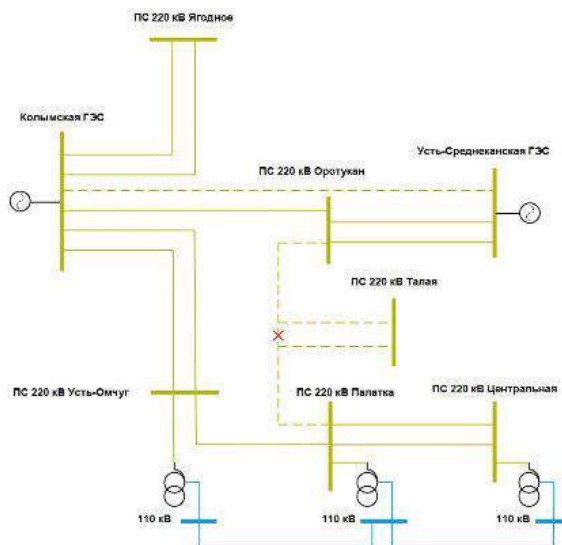 ПС 220 кВ Ягодное
Колымская ГЭС
Усть-Среднеканская ГЭС
ПС 220 кВ Оротукан
ПС 220 кВ Талая
ПС 220 кВ Усть-Омчуг
ПС 220 кВ Палатка
ПС 220 кВ Центральная
110 кВ
110 кВ
110 кВ